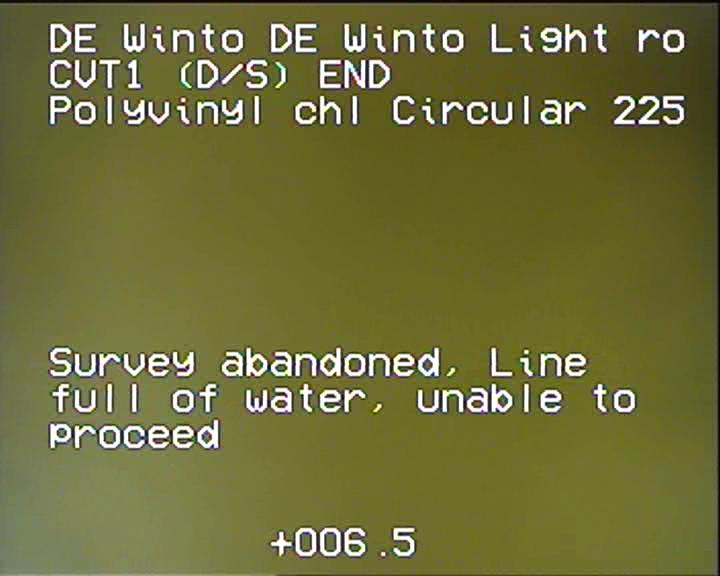 DE Winto DE Winto Light ro
CVT1 (D/S) END
Polyvinyl chl Circular 225
Survey abandoned, Line
full of water, unable to
proceed
+006.5